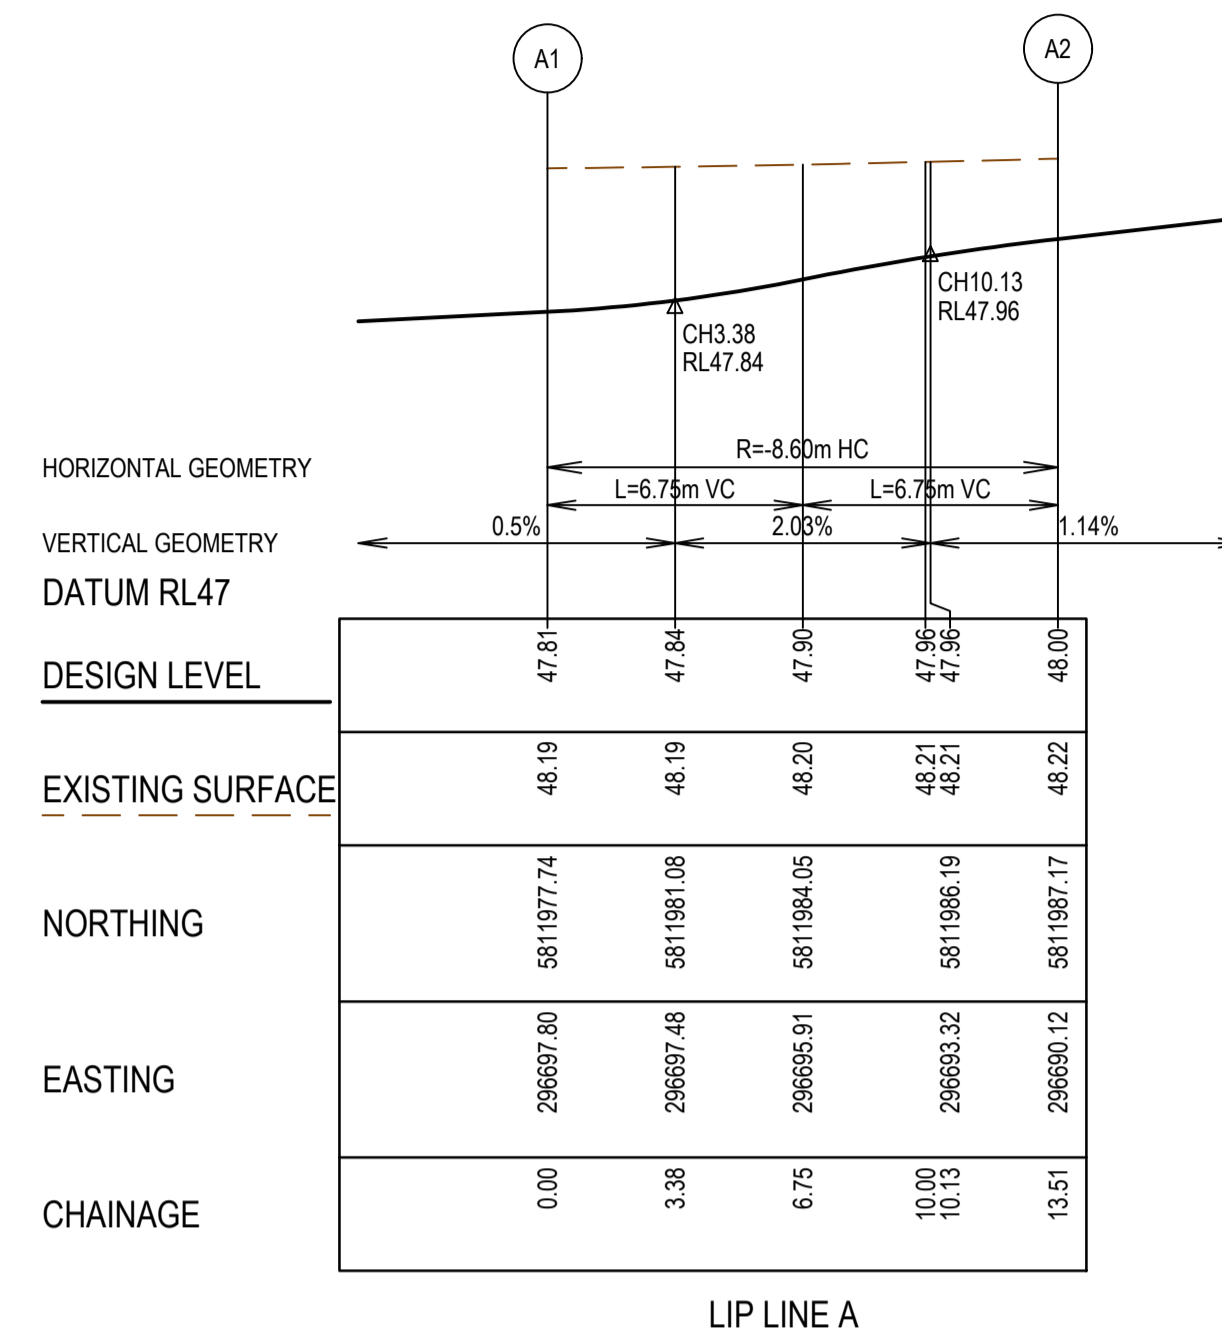 A1
A2
CH3.38
RL47.84
CH10.13
RL47.96
HORIZONTAL GEOMETRY
R=-8.60m HC
L=6.75m VC
L=6.75m VC
VERTICAL GEOMETRY
0.5%
2.03%
1.14%
DATUM RL47
DESIGN LEVEL
47.81
47.84
47.90
47.96
47.96
48.00
EXISTING SURFACE
48.19
48.19
48.20
48.21
48.21
48.22
NORTHING
5811977.74
5811981.08
5811984.05
5811986.19
5811987.17
EASTING
296697.80
296697.48
296695.91
296693.32
296690.12
CHAINAGE
0.00
3.38
6.75
10.00
10.13
13.51
LIP LINE A